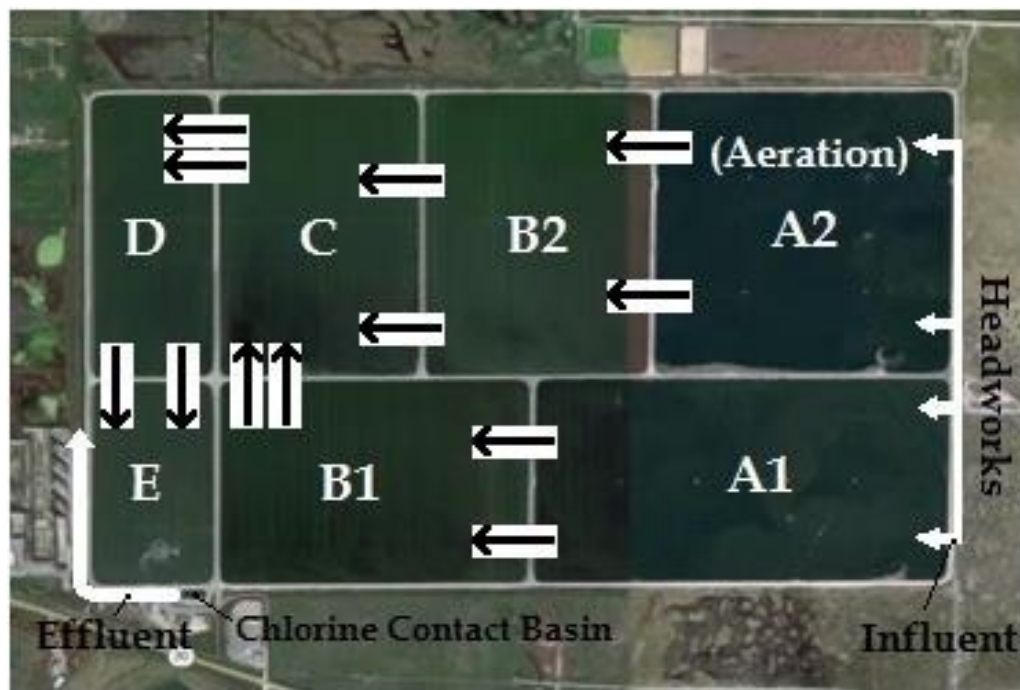 (Aeration)
D
C
B2
A2
Headworks
E
B1
A1
Effluent
Chlorine Contact Basin
Influent